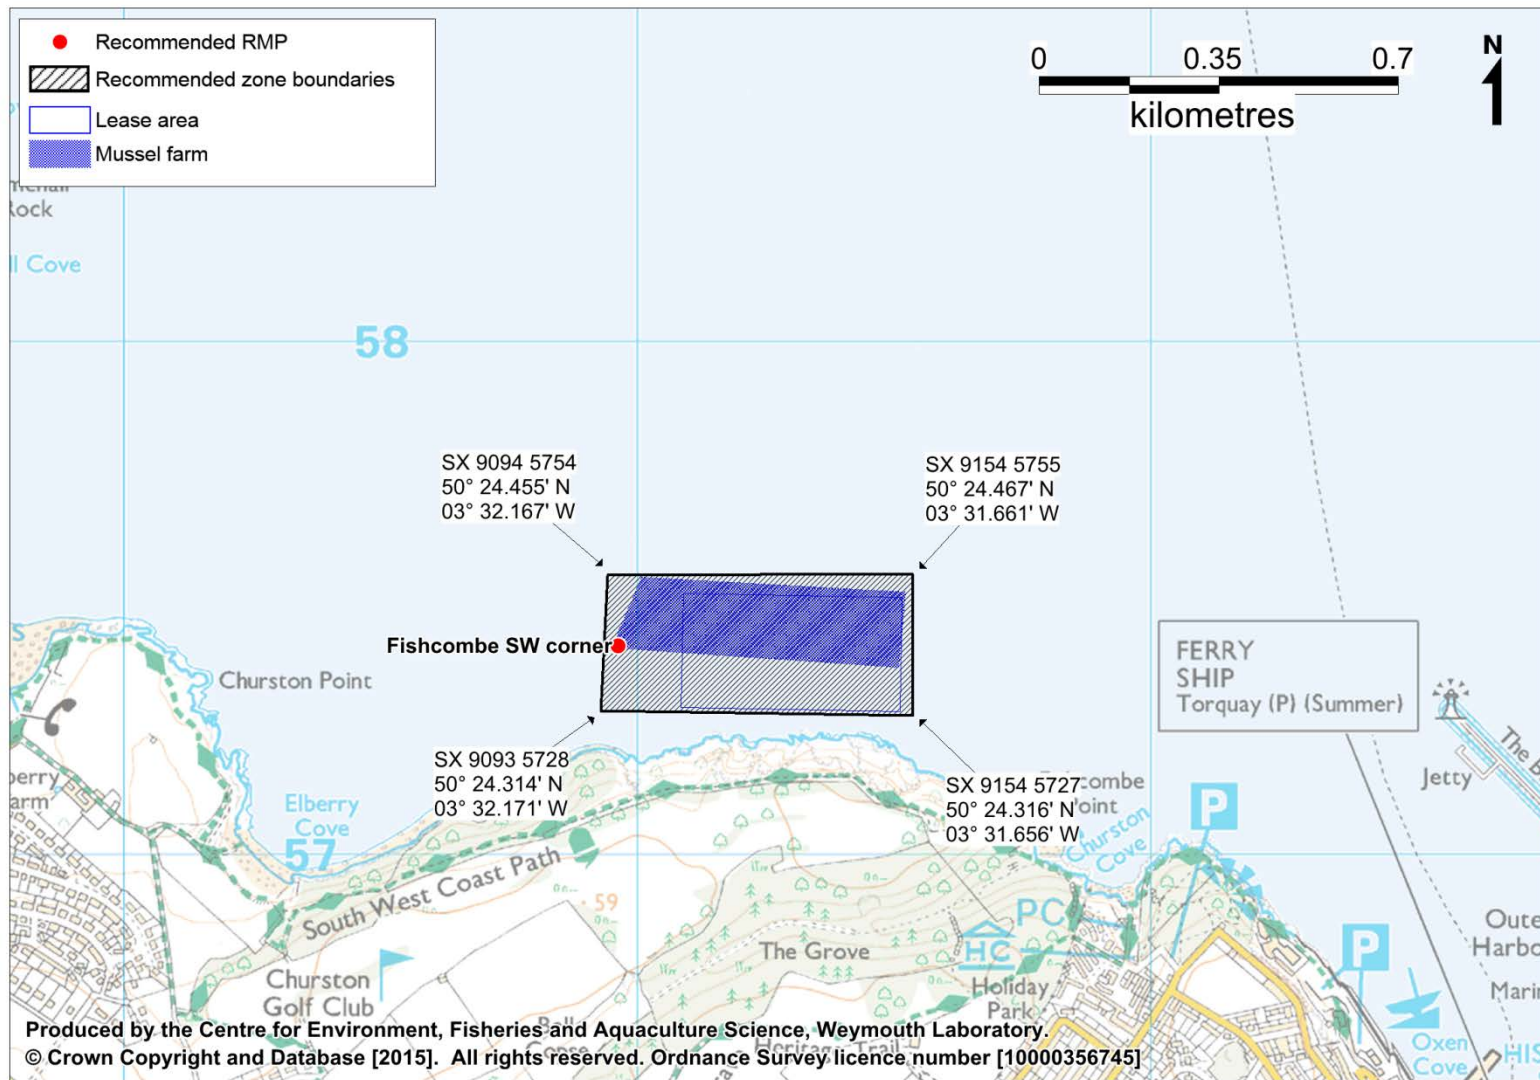 Recommended RMP
Recommended zone boundaries
Lease area
Mussel farm
0 0.35 0.7
kilometres
N
Rock
Cove
58
SX 9094 5754
50° 24.455' N
03° 32.167' W
SX 9154 5755
50° 24.467' N
03° 31.661' W
Fishcombe SW corner
Churston Point
FERRY
SHIP
Torquay (P) (Summer)
The
Jetty
SX 9093 5728
50° 24.314' N
03° 32.171' W
SX 9154 5727
50° 24.316' N
03° 31.656' W
Elberry
Cove
57
Churston
Cove
P
South West Coast Path
59
PC
HC
P
The Grove
Holiday
Park
Churston
Golf Club
Oxen
Cove
Heritage Trail
Produced by the Centre for Environment, Fisheries and Aquaculture Science, Weymouth Laboratory.
© Crown Copyright and Database [2015]. All rights reserved. Ordnance Survey licence number [10000356745]